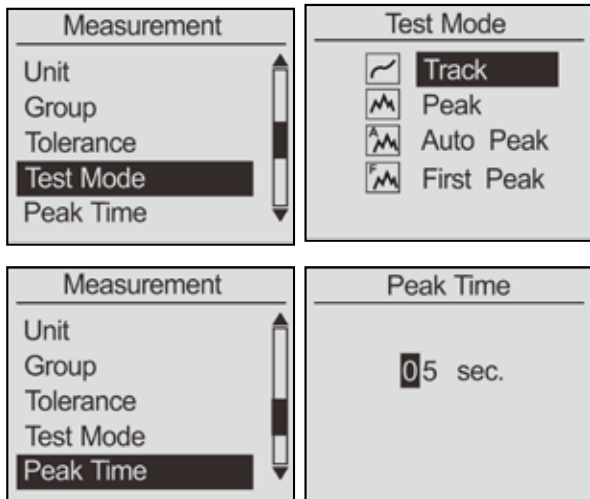 Measurement
Unit
Group
Tolerance
Test Mode
Peak Time
Test Mode
Track
Peak
A Auto Peak
F First Peak
Measurement
Unit
Group
Tolerance
Test Mode
Peak Time
Peak Time
05 sec.